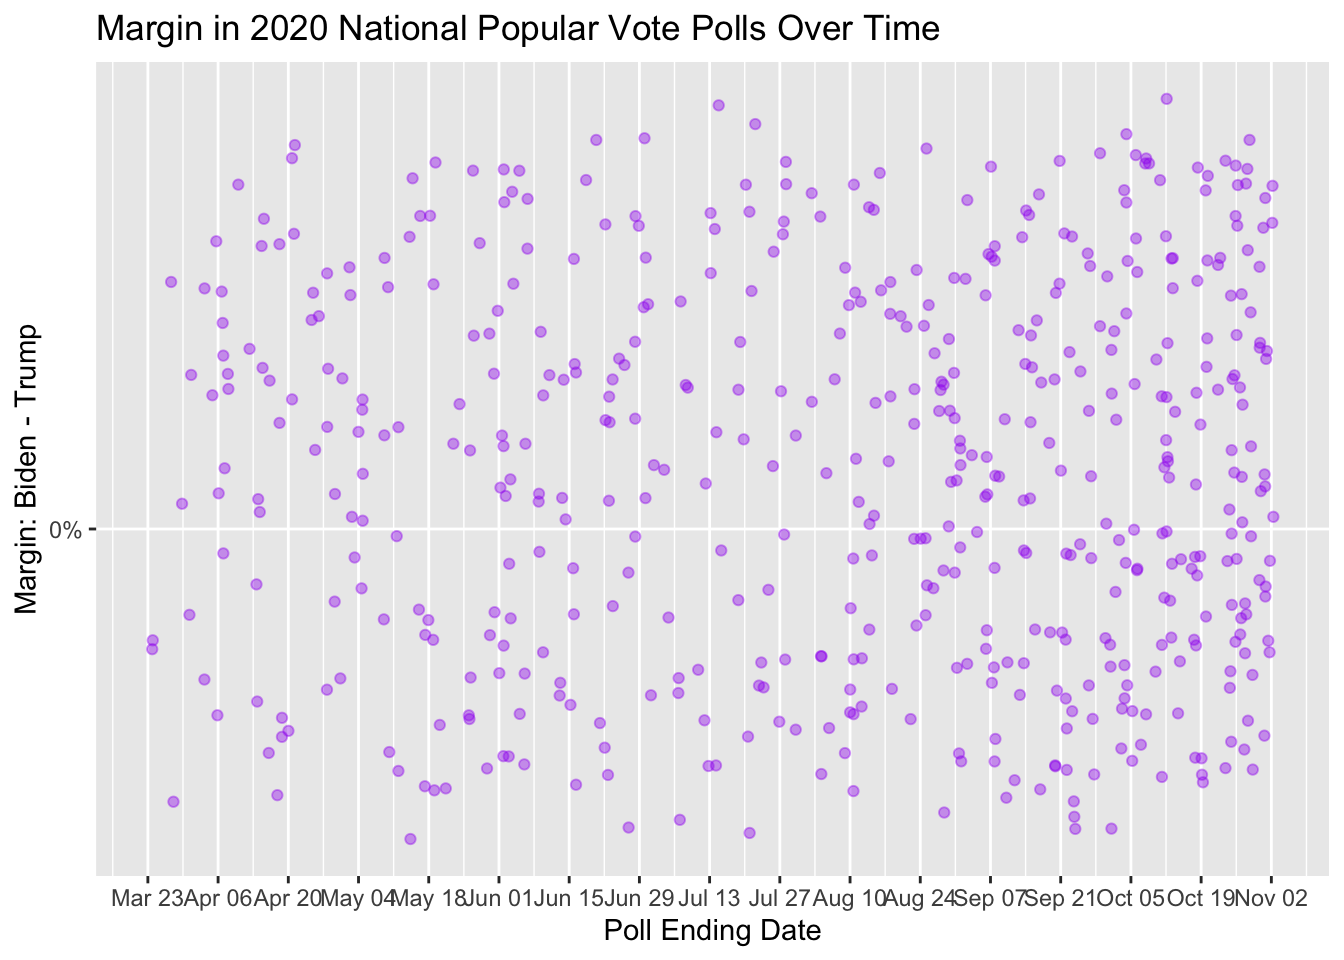 Margin in 2020 National Popular Vote Polls Over Time
Margin: Biden - Trump
0%
Mar 23 Apr 06 Apr 20 May 04 May 18 Jun 01 Jun 15 Jun 29 Jul 13 Jul 27 Aug 10 Aug 24 Sep 07 Sep 21 Oct 05 Oct 19 Nov 02
Poll Ending Date